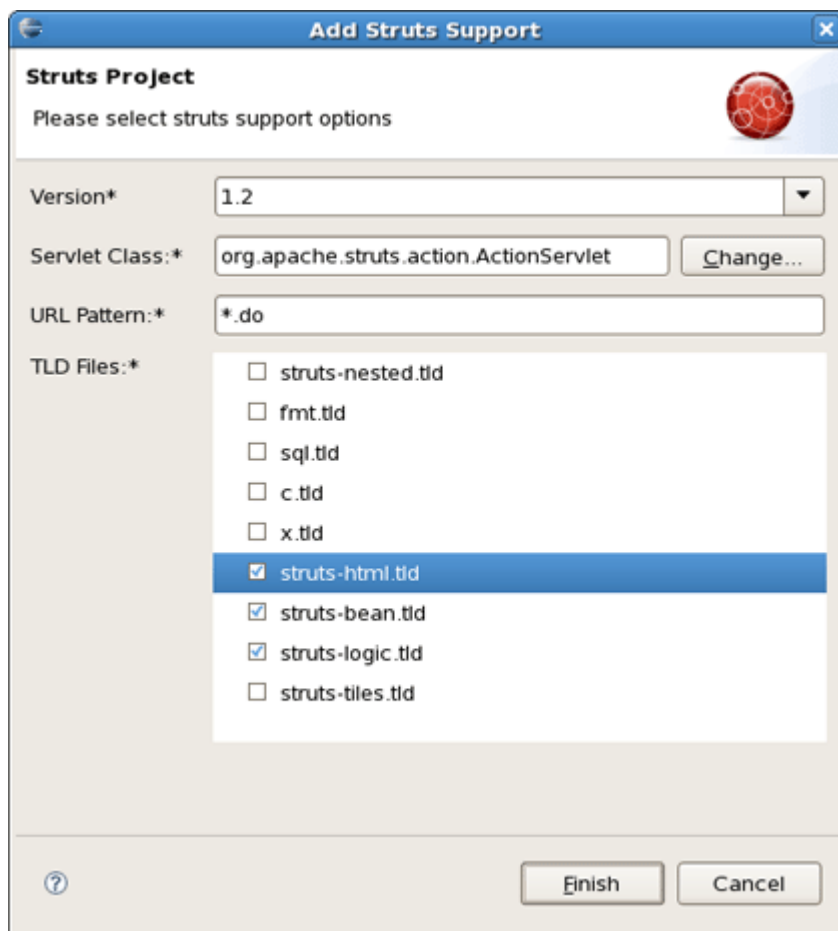 Add Struts Support
Struts Project
Please select struts support options
Version* 1.2
Servlet Class:* org.apache.struts.action.ActionServlet Change...
URL Pattern:* *.do
TLD Files:* struts-nested.tld
fmt.tld
sql.tld
c.tld
x.tld
struts-html.tld
struts-bean.tld
struts-logic.tld
struts-tiles.tld
? Finish Cancel